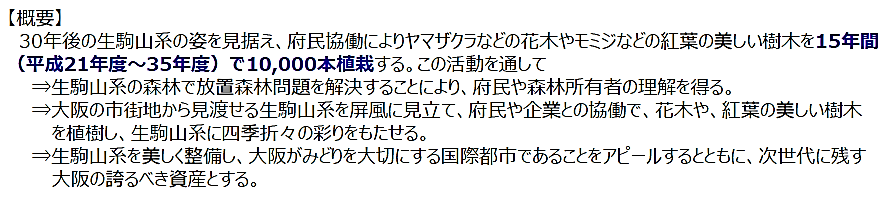 【概要】
30年後の生駒山系の姿を見据え、府民協働によりヤマザクラなどの花木やモミジなどの紅葉の美しい樹木を15年間
（平成21年度～35年度）で10,000本植栽する。この活動を通して
⇒生駒山系の森林で放置森林問題を解決することにより、府民や森林所有者の理解を得る。
⇒大阪の市街地から見渡せる生駒山系を屏風に見立て、府民や企業との協働で、花木や、紅葉の美しい樹木
を植樹し、生駒山系に四季折々の彩りをもたせる。
⇒生駒山系を美しく整備し、大阪がみどりを大切にする国際都市であることをアピールするとともに、次世代に残す
大阪の誇るべき資産とする。